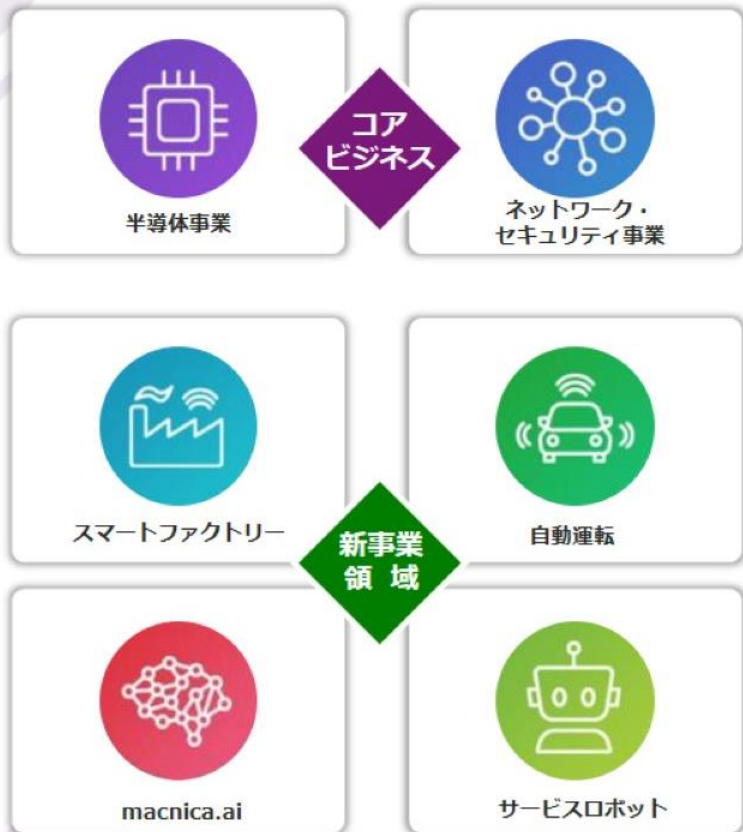 コア
ビジネス
半導体事業
ネットワーク・
セキュリティ事業
スマートファクトリー
自動運転
新事業
領 域
macnica.ai
サービスロボット